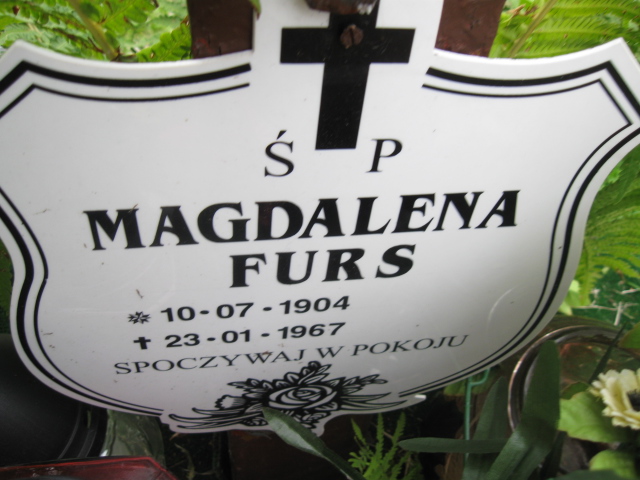 Ś P
MAGDALENA
FURS
* 10-07-1904
✝ 23-01-1967
SPOCZYWAJ W POKOJU